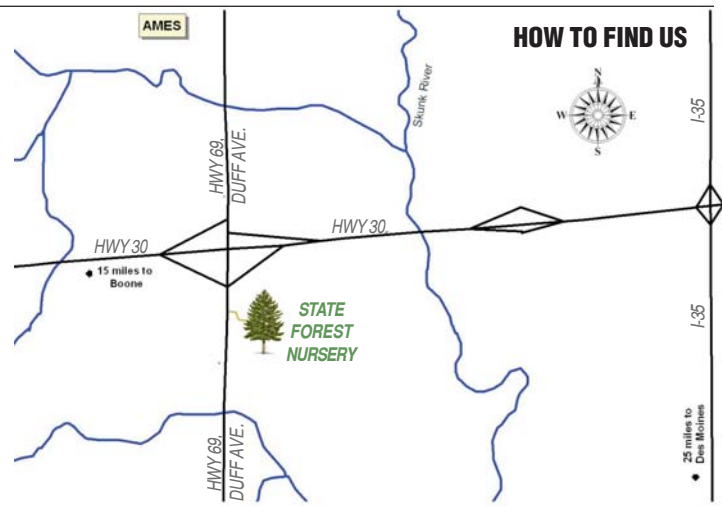 AMES
HOW TO FIND US
Skunk River
N
W E
S
I-35
HWY 69,
DUFF AVE.
HWY 30
HWY 30,
15 miles to
Boone
STATE
FOREST
NURSERY
I-35
HWY 69,
DUFF AVE.
25 miles to
Des Moines